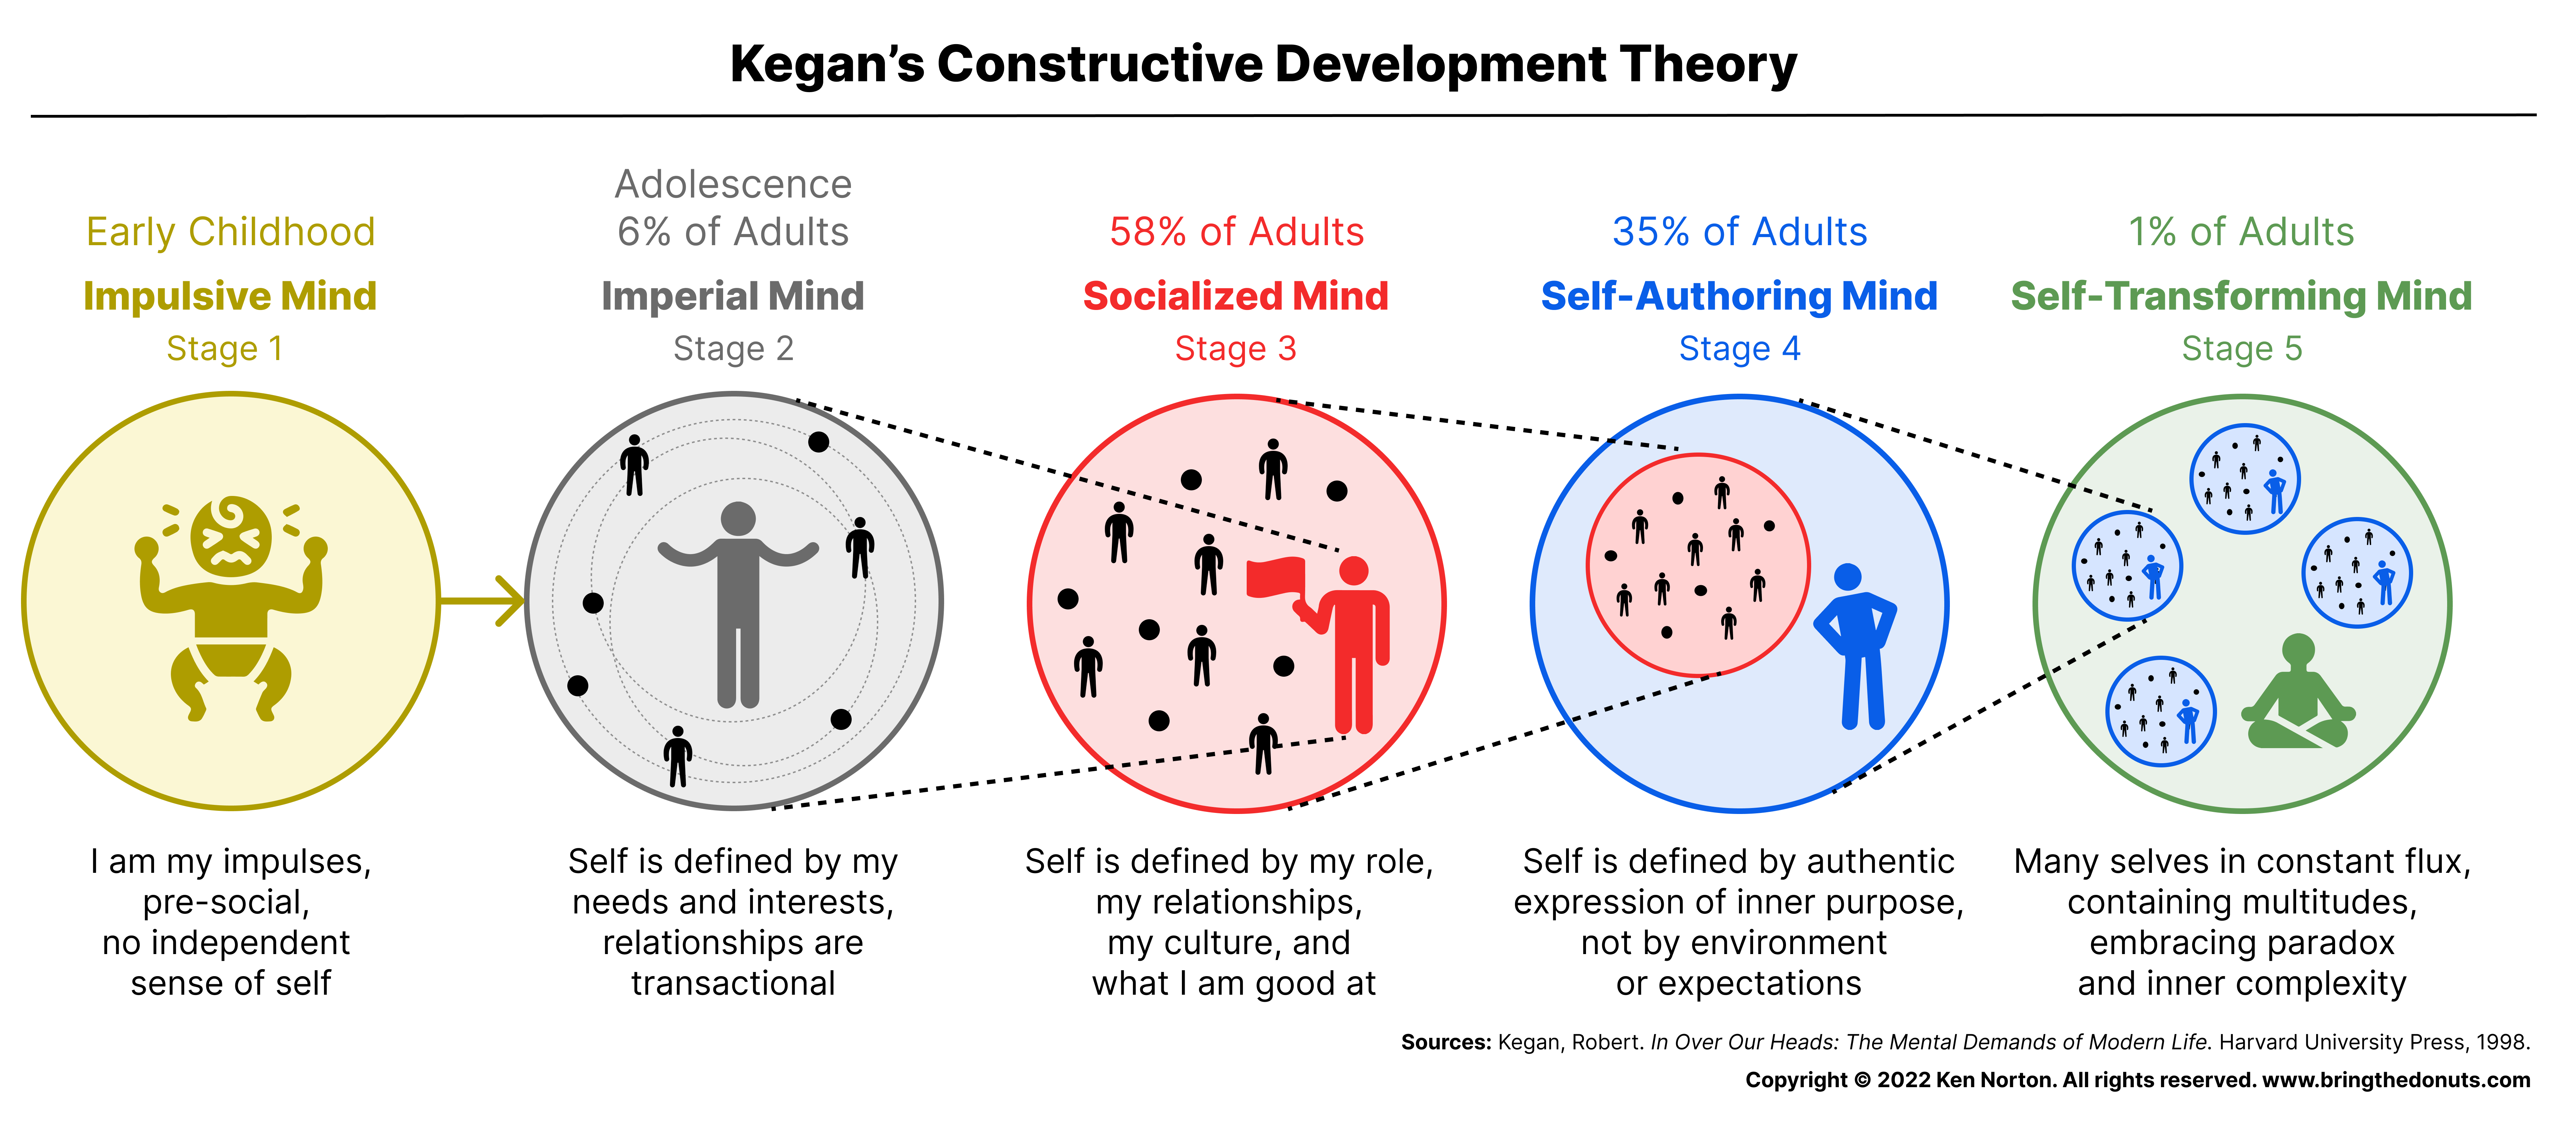 Kegan’s Constructive Development Theory
Early Childhood
Impulsive Mind
Stage 1
I am my impulses,
pre-social,
no independent
sense of self
Adolescence
6% of Adults
Imperial Mind
Stage 2
Self is defined by my
needs and interests,
relationships are
transactional
58% of Adults
Socialized Mind
Stage 3
Self is defined by my role,
my relationships,
my culture, and
what I am good at
35% of Adults
Self-Authoring Mind
Stage 4
Self is defined by authentic
expression of inner purpose,
not by environment
or expectations
1% of Adults
Self-Transforming Mind
Stage 5
Many selves in constant flux,
containing multitudes,
embracing paradox
and inner complexity
Sources: Kegan, Robert. In Over Our Heads: The Mental Demands of Modern Life. Harvard University Press, 1998.
Copyright © 2022 Ken Norton. All rights reserved. www.bringthedonuts.com